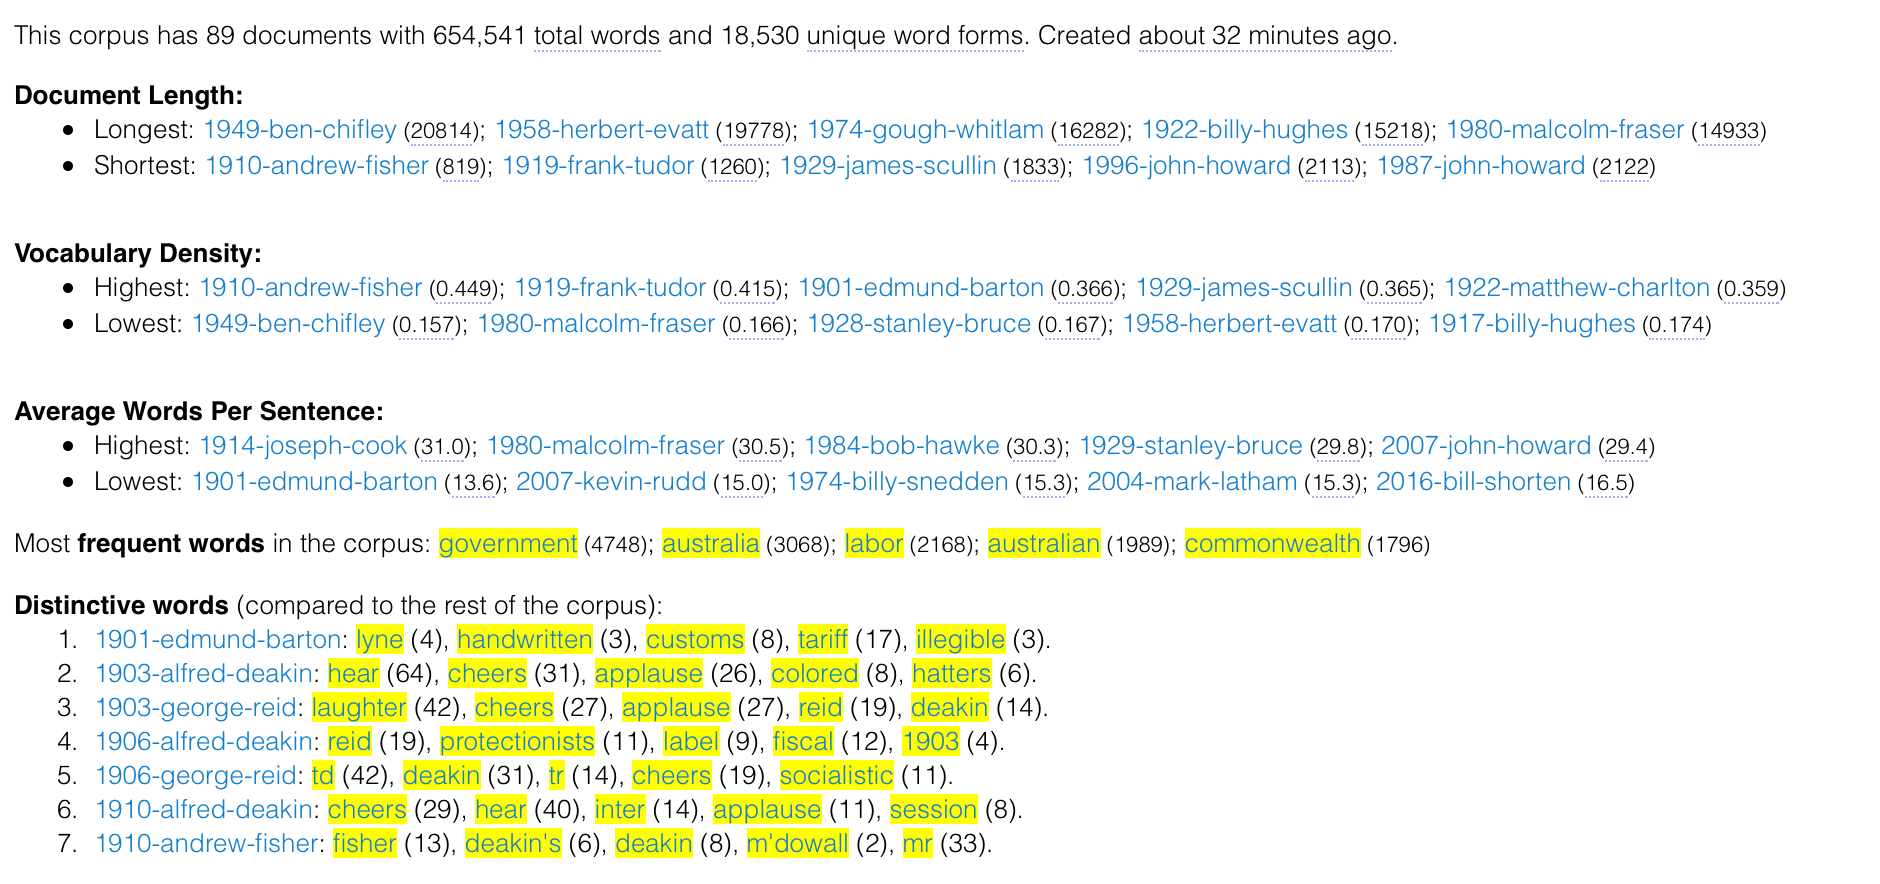 This corpus has 89 documents with 654,541 total words and 18,530 unique word forms. Created about 32 minutes ago.
Document Length:
• Longest: 1949-ben-chifley (20814); 1958-herbert-evatt (19778); 1974-gough-whitlam (16282); 1922-billy-hughes (15218); 1980-malcolm-fraser (14933)
• Shortest: 1910-andrew-fisher (819); 1919-frank-tudor (1260); 1929-james-scullin (1833); 1996-john-howard (2113); 1987-john-howard (2122)
Vocabulary Density:
• Highest: 1910-andrew-fisher (0.449); 1919-frank-tudor (0.415); 1901-edmund-barton (0.366); 1929-james-scullin (0.365); 1922-matthew-charlton (0.359)
• Lowest: 1949-ben-chifley (0.157); 1980-malcolm-fraser (0.166); 1928-stanley-bruce (0.167); 1958-herbert-evatt (0.170); 1917-billy-hughes (0.174)
Average Words Per Sentence:
• Highest: 1914-joseph-cook (31.0); 1980-malcolm-fraser (30.5); 1984-bob-hawke (30.3); 1929-stanley-bruce (29.8); 2007-john-howard (29.4)
• Lowest: 1901-edmund-barton (13.6); 2007-kevin-rudd (15.0); 1974-billy-snedden (15.3); 2004-mark-latham (15.3); 2016-bill-shorten (16.5)
Most frequent words in the corpus: government (4748); australia (3068); labor (2168); australian (1989); commonwealth (1796)
Distinctive words (compared to the rest of the corpus):
1. 1901-edmund-barton: lyne (4), handwritten (3), customs (8), tariff (17), illegible (3).
2. 1903-alfred-deakin: hear (64), cheers (31), applause (26), colored (8), hatters (6).
3. 1903-george-reid: laughter (42), cheers (27), applause (27), reid (19), deakin (14).
4. 1906-alfred-deakin: reid (19), protectionists (11), label (9), fiscal (12), 1903 (4).
5. 1906-george-reid: td (42), deakin (31), tr (14), cheers (19), socialistic (11).
6. 1910-alfred-deakin: cheers (29), hear (40), inter (14), applause (11), session (8).
7. 1910-andrew-fisher: fisher (13), deakin's (6), deakin (8), m'dowall (2), mr (33).